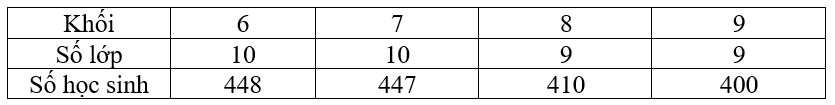 Khối 6 7 8 9
Số lớp 10 10 9 9
Số học sinh 448 447 410 400